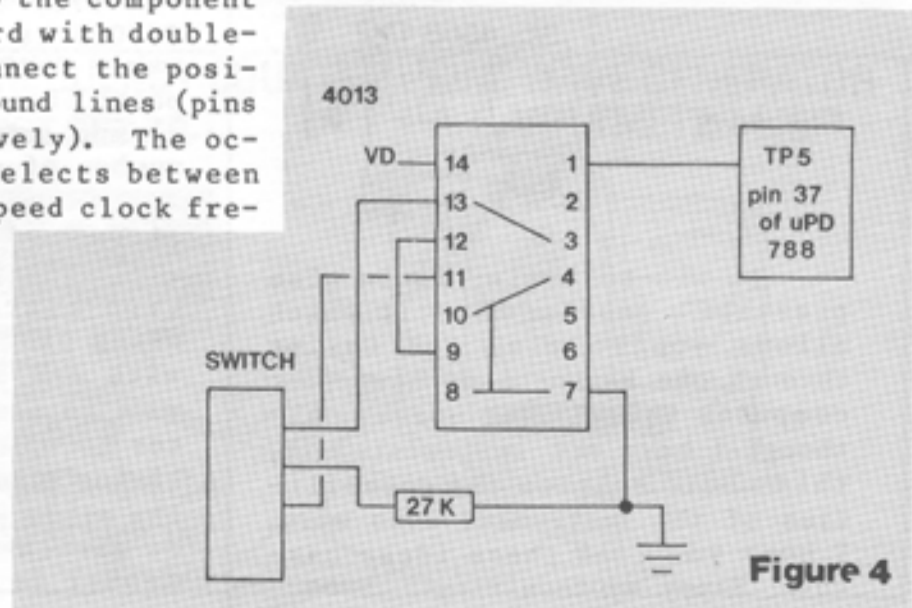 the component
rd with double-
nnect the posi-
ound lines (pins
vely). The oc-
elects between
peed clock fre-
4013
VD
14
1
13
2
12
3
11
4
10
5
9
6
8
7
TP5
pin 37
of uPD
788
SWITCH
27K
Figure 4